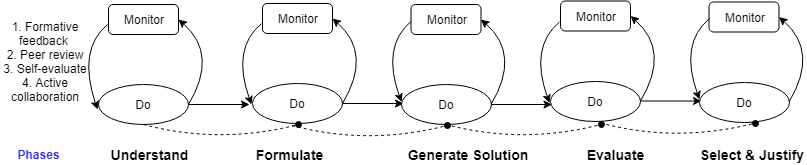 Monitor
Monitor
Monitor
Monitor
Monitor
1. Formative
feedback
2. Peer review
3. Self-evaluate
4. Active
collaboration
Do
Do
Do
Do
Do
Phases
Understand
Formulate
Generate Solution
Evaluate
Select & Justify